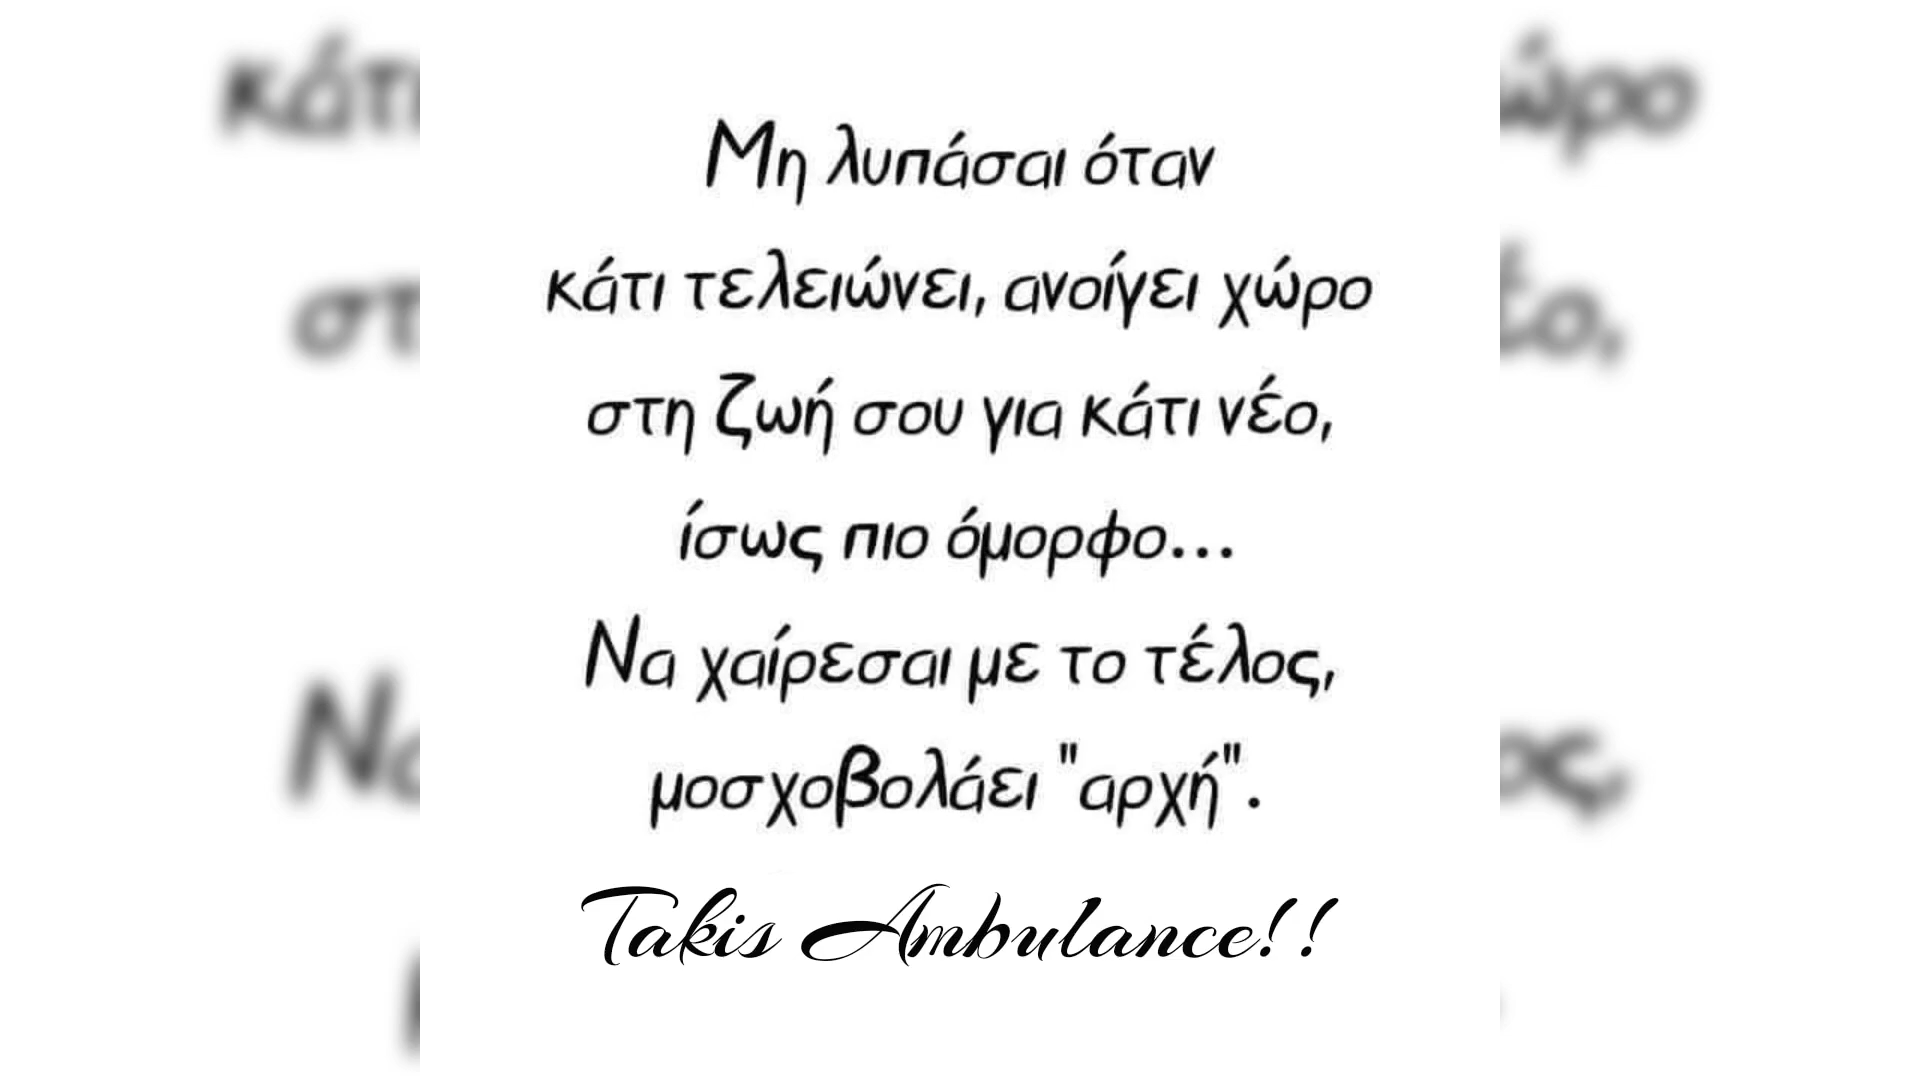 Μη λυπάσαι όταν
κάτι τελειώνει, ανοίγει χώρο
στη ζωή σου για κάτι νέο,
ίσως πιο όμορφο...
Να χαίρεσαι με το τέλος,
μοσχοβολάει "αρχή".
Takis Ambulance!!